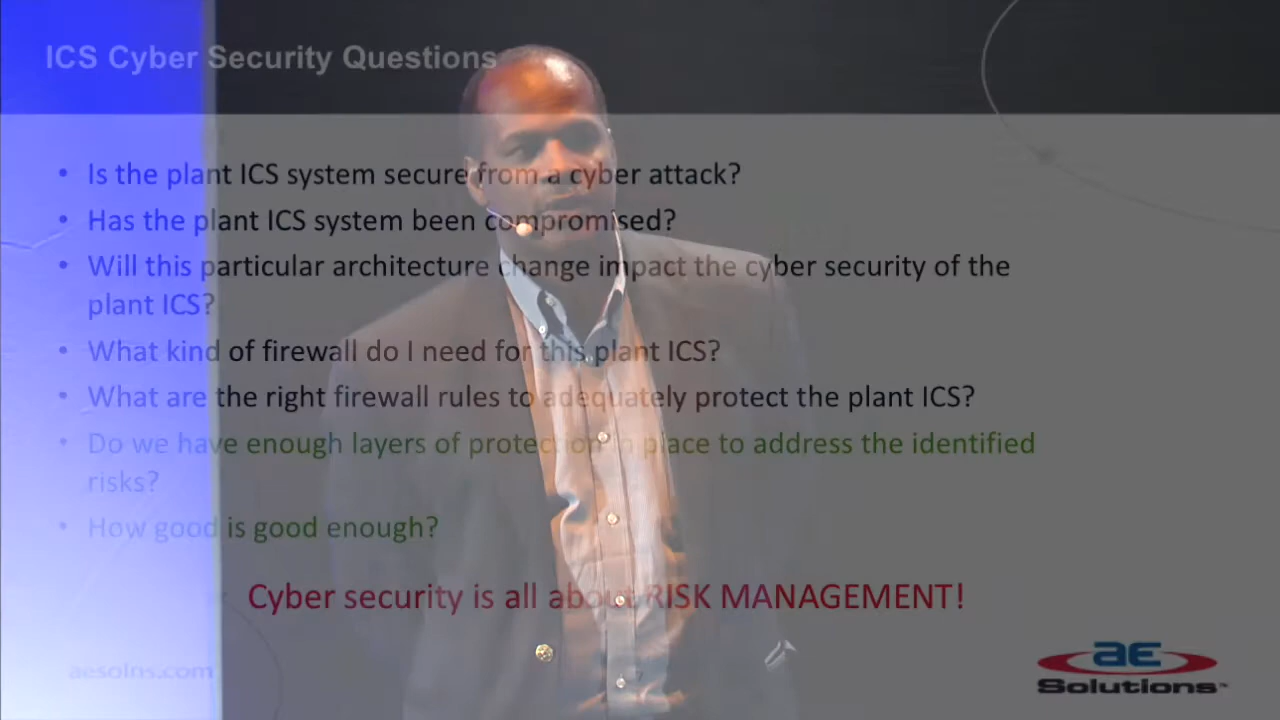 ICS Cyber Security Questions
• Is the plant ICS system secure from a cyber attack?
• Has the plant ICS system been compromised?
• Will this particular architecture change impact the cyber security of the
plant ICS?
• What kind of firewall do I need for this plant ICS?
• What are the right firewall rules to adequately protect the plant ICS?
• Do we have enough layers of protection in place to address the identified
risks?
• How good is good enough?
Cyber security is all about RISK MANAGEMENT!
aesolns.com
ae
Solutions™